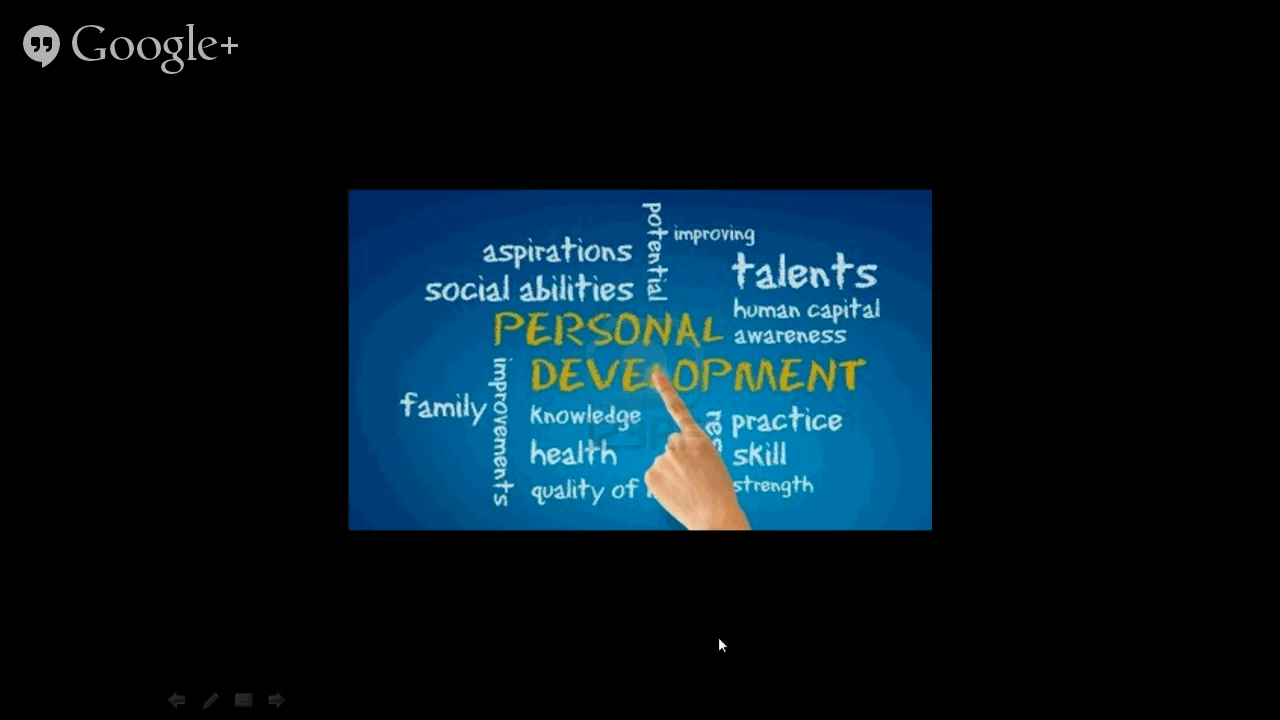 Google+
potential
improving
aspirations
talents
social abilities
human capital
PERSONAL
awareness
DEVELOPMENT
improvements
family
knowledge
practice
health
skill
quality of
strength